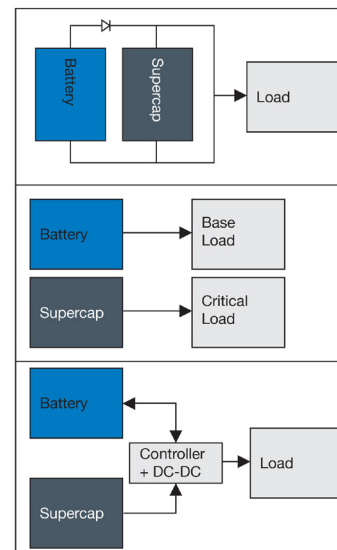 Battery
Supercap
Load
Battery
Base
Load
Supercap
Critical
Load
Battery
Controller
+ DC-DC
Load
Supercap